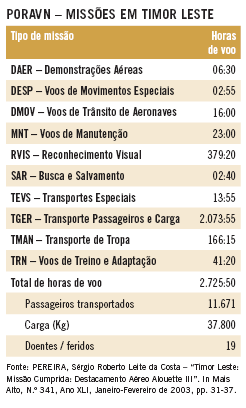 PORAVN – MISSÕES EM TIMOR LESTE
Tipo de missão Horas de voo
DAER – Demonstrações Aéreas 06:30
DESP – Voos de Movimentos Especiais 02:55
DMOV – Voos de Trânsito de Aeronaves 16:00
MNT – Voos de Manutenção 23:00
RVIS – Reconhecimento Visual 379:20
SAR – Busca e Salvamento 02:40
TEVS – Transportes Especiais 13:55
TGER – Transporte Passageiros e Carga 2.073:55
TMAN – Transporte de Tropa 166:15
TRN – Voos de Treino e Adaptação 41:20
Total de horas de voo 2.725:50
Passageiros transportados 11.671
Carga (Kg) 37.800
Doentes / feridos 19
Fonte: PEREIRA, Sérgio Roberto Leite da Costa – “Timor Leste:
Missão Cumprida: Destacamento Aéreo Alouette III”. In Mais
Alto, N.º 341, Ano XLI, Janeiro-Fevereiro de 2003, pp. 31-37.